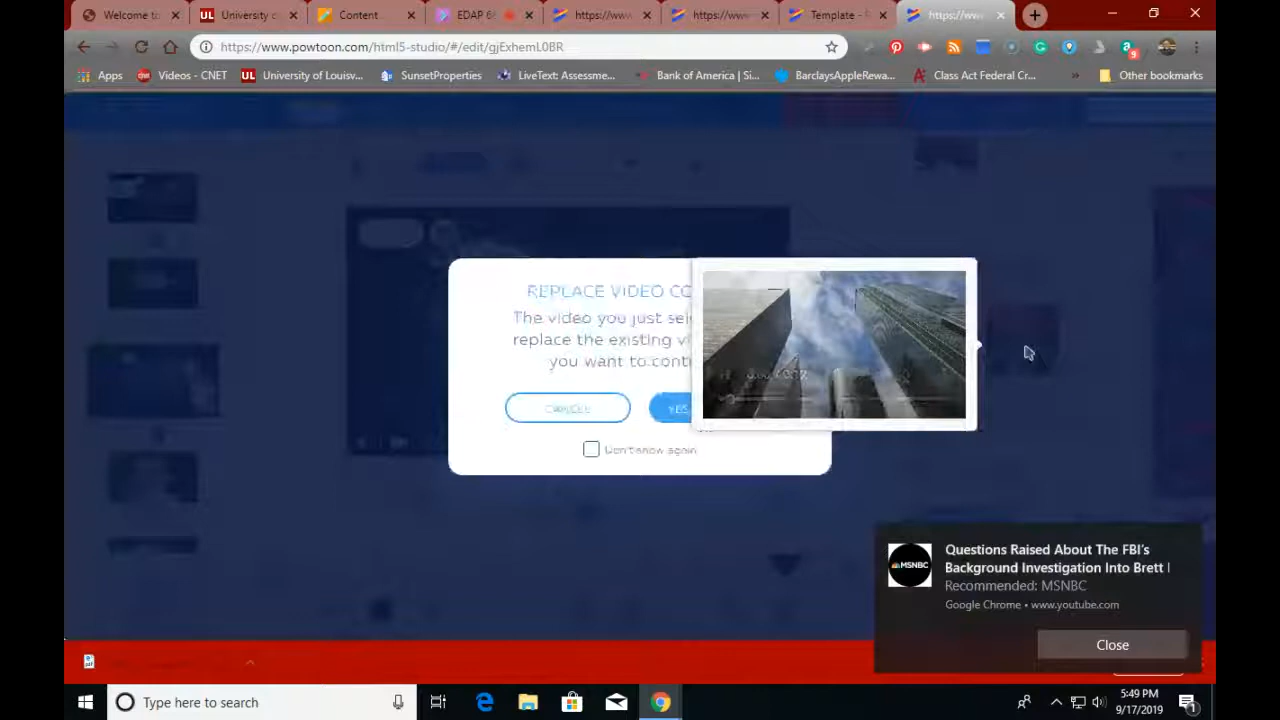 Welcome to
University o
Content
EDAP 6
https://www
https://www
Template -
https://www
https://www.powtoon.com/html5-studio/#/edit/gjExhemL0BR
Apps
Videos - CNET
University of Louisv...
SunsetProperties
LiveText: Assessme...
Bank of America | Si...
BarclaysAppleRewa...
Class Act Federal Cr...
»
Other bookmarks
REPLACE VIDEO CO
The video you just sele
replace the existing vi
you want to conti
CANCEL
YES
Don't show again
Questions Raised About The FBI's
Background Investigation Into Brett |
Recommended: MSNBC
Google Chrome • www.youtube.com
Close
Type here to search
5:49 PM
9/17/2019